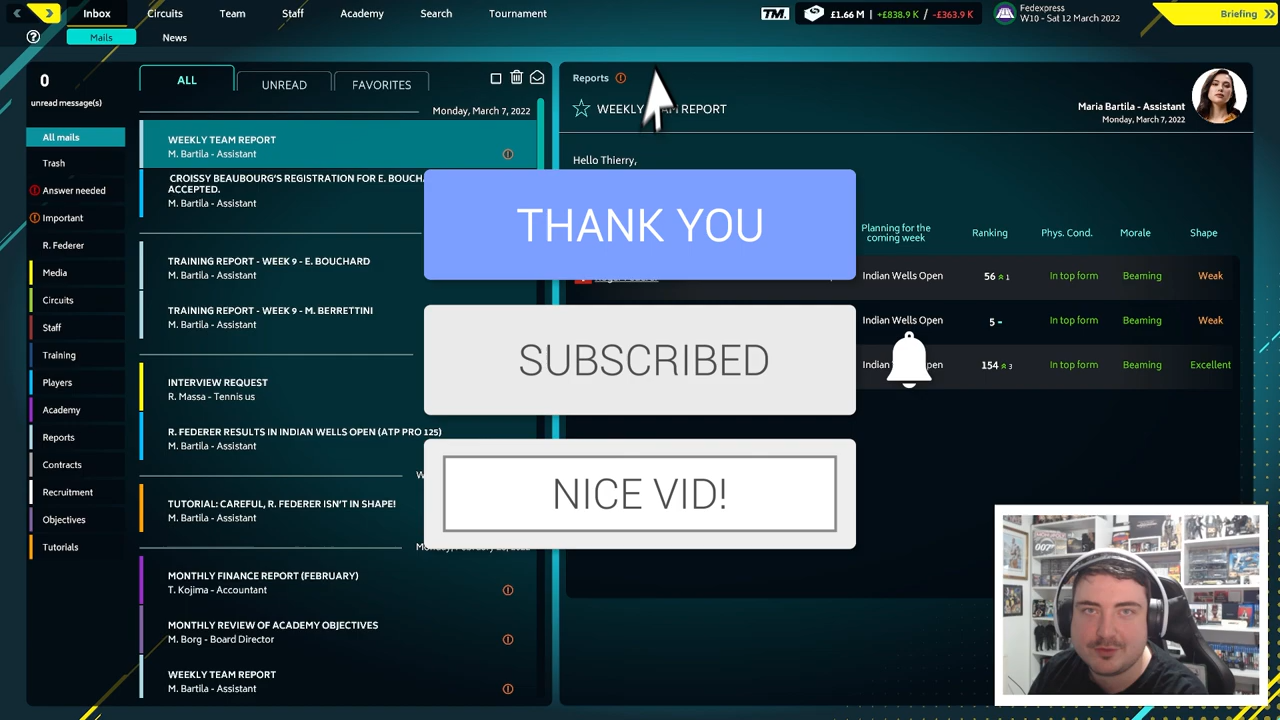 Inbox
Circuits
Team
Staff
Academy
Search
Tournament
TM.
£1.66 M | +£838.9 K / -£363.9 K
Fedexpress
W10 - Sat 12 March 2022
Briefing
Mails
News
0
unread message(s)
All mails
Trash
Answer needed
Important
R. Federer
Media
Circuits
Staff
Training
Players
Academy
Reports
Contracts
Recruitment
Objectives
Tutorials
ALL
UNREAD
FAVORITES
Monday, March 7, 2022
WEEKLY TEAM REPORT
M. Bartila - Assistant
CROISSY BEAUBOURG'S REGISTRATION FOR E.
ACCEPTED.
M. Bartila - Assistant
TRAINING REPORT - WEEK 9 - E. BOUCHARD
M. Bartila - Assistant
TRAINING REPORT - WEEK 9 - M. BERRETTINI
M. Bartila - Assistant
INTERVIEW REQUEST
R. Massa - Tennis us
R. FEDERER RESULTS IN INDIAN WELLS OPEN (ATP PRO 125)
M. Bartila - Assistant
TUTORIAL: CAREFUL, R. FEDERER ISN'T IN SHAPE!
M. Bartila - Assistant
MONTHLY FINANCE REPORT (FEBRUARY)
T. Kojima - Accountant
MONTHLY REVIEW OF ACADEMY OBJECTIVES
M. Borg - Board Director
WEEKLY TEAM REPORT
M. Bartila - Assistant
Reports
WEEKLY REPORT
Maria Bartila - Assistant
Monday, March 7, 2022
Hello Thierry,
Planning for the
coming week
Ranking
Phys. Cond.
Morale
Shape
Indian Wells Open
56 1
In top form
Beaming
Weak
Indian Wells Open
5 -
In top form
Beaming
Weak
Indian
154 3
In top form
Beaming
Excellent
THANK YOU
SUBSCRIBED
NICE VID!
007